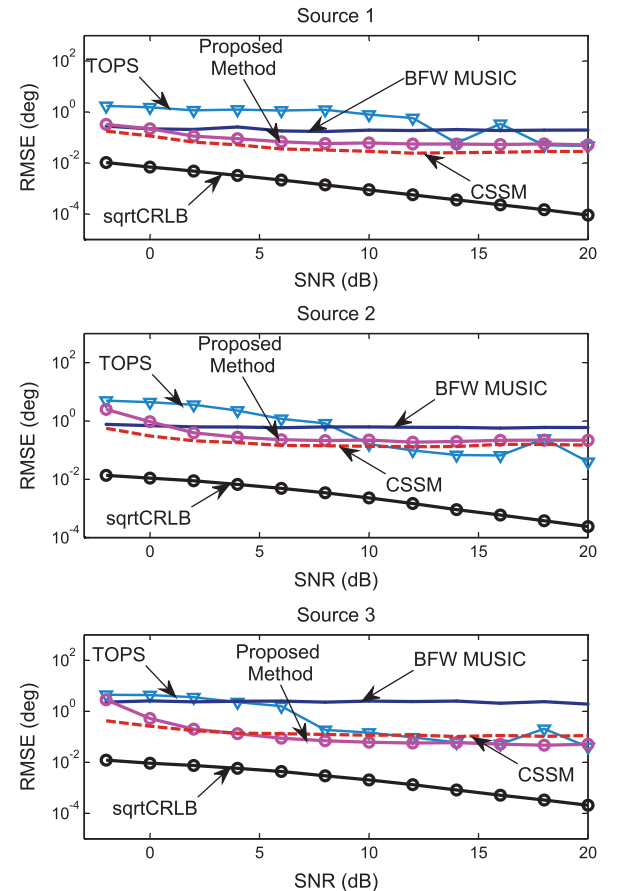 Source 1
RMSE (deg)
10^2
10^0
10^-2
10^-4
TOPS
Proposed
Method
BFW MUSIC
CSSM
sqrtCRLB
0 5 10 15 20
SNR (dB)
Source 2
RMSE (deg)
10^2
10^0
10^-2
10^-4
TOPS
Proposed
Method
BFW MUSIC
CSSM
sqrtCRLB
0 5 10 15 20
SNR (dB)
Source 3
RMSE (deg)
10^2
10^0
10^-2
10^-4
TOPS
Proposed
Method
BFW MUSIC
CSSM
sqrtCRLB
0 5 10 15 20
SNR (dB)